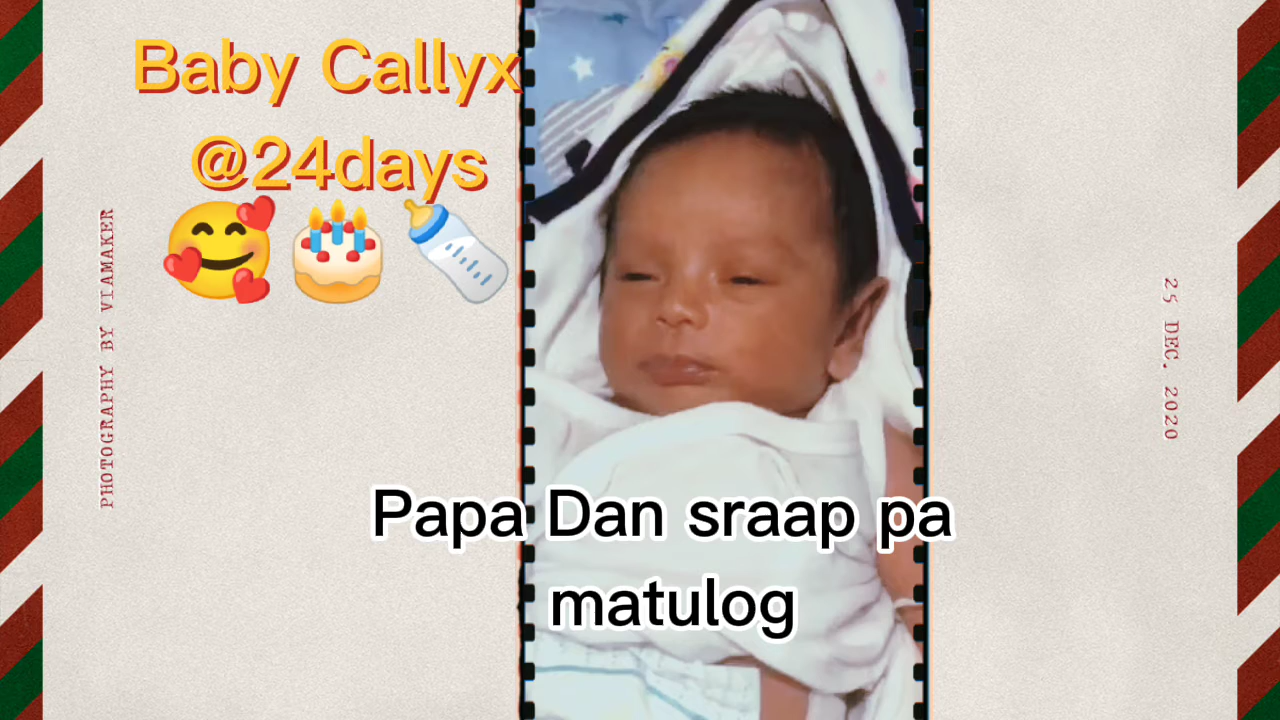 Baby Callyx
@24days
PHOTOGRAPHY BY VIAMAKER
25 DEC. 2020
Papa Dan sraap pa
matulog